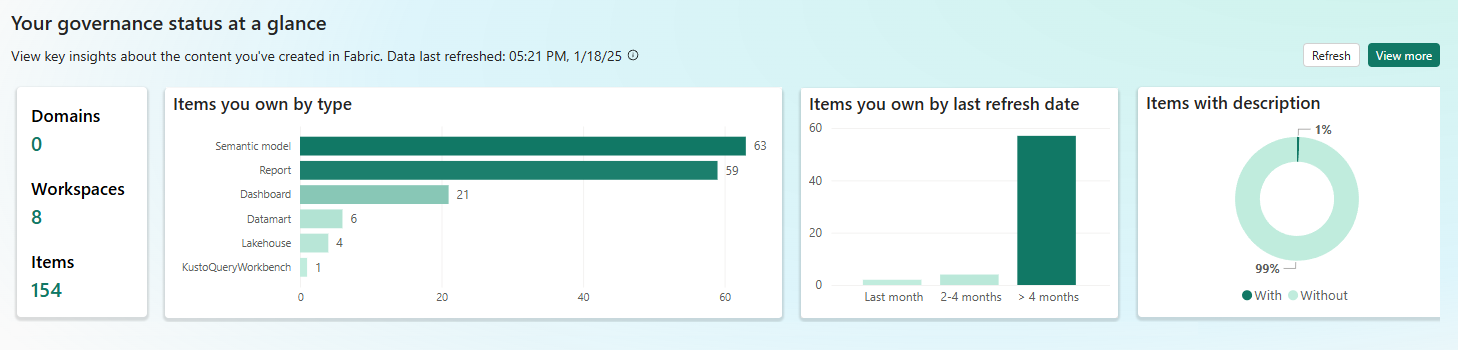 Your governance status at a glance
View key insights about the content you've created in Fabric. Data last refreshed: 05:21 PM, 1/18/25
Refresh
View more
Domains
0
Workspaces
8
Items
154
Items you own by type
Semantic model 63
Report 59
Dashboard 21
Datamart 6
Lakehouse 4
KustoQueryWorkbench 1
0 20 40 60
Items you own by last refresh date
60
40
20
0
Last month 2-4 months > 4 months
Items with description
1%
99%
With Without